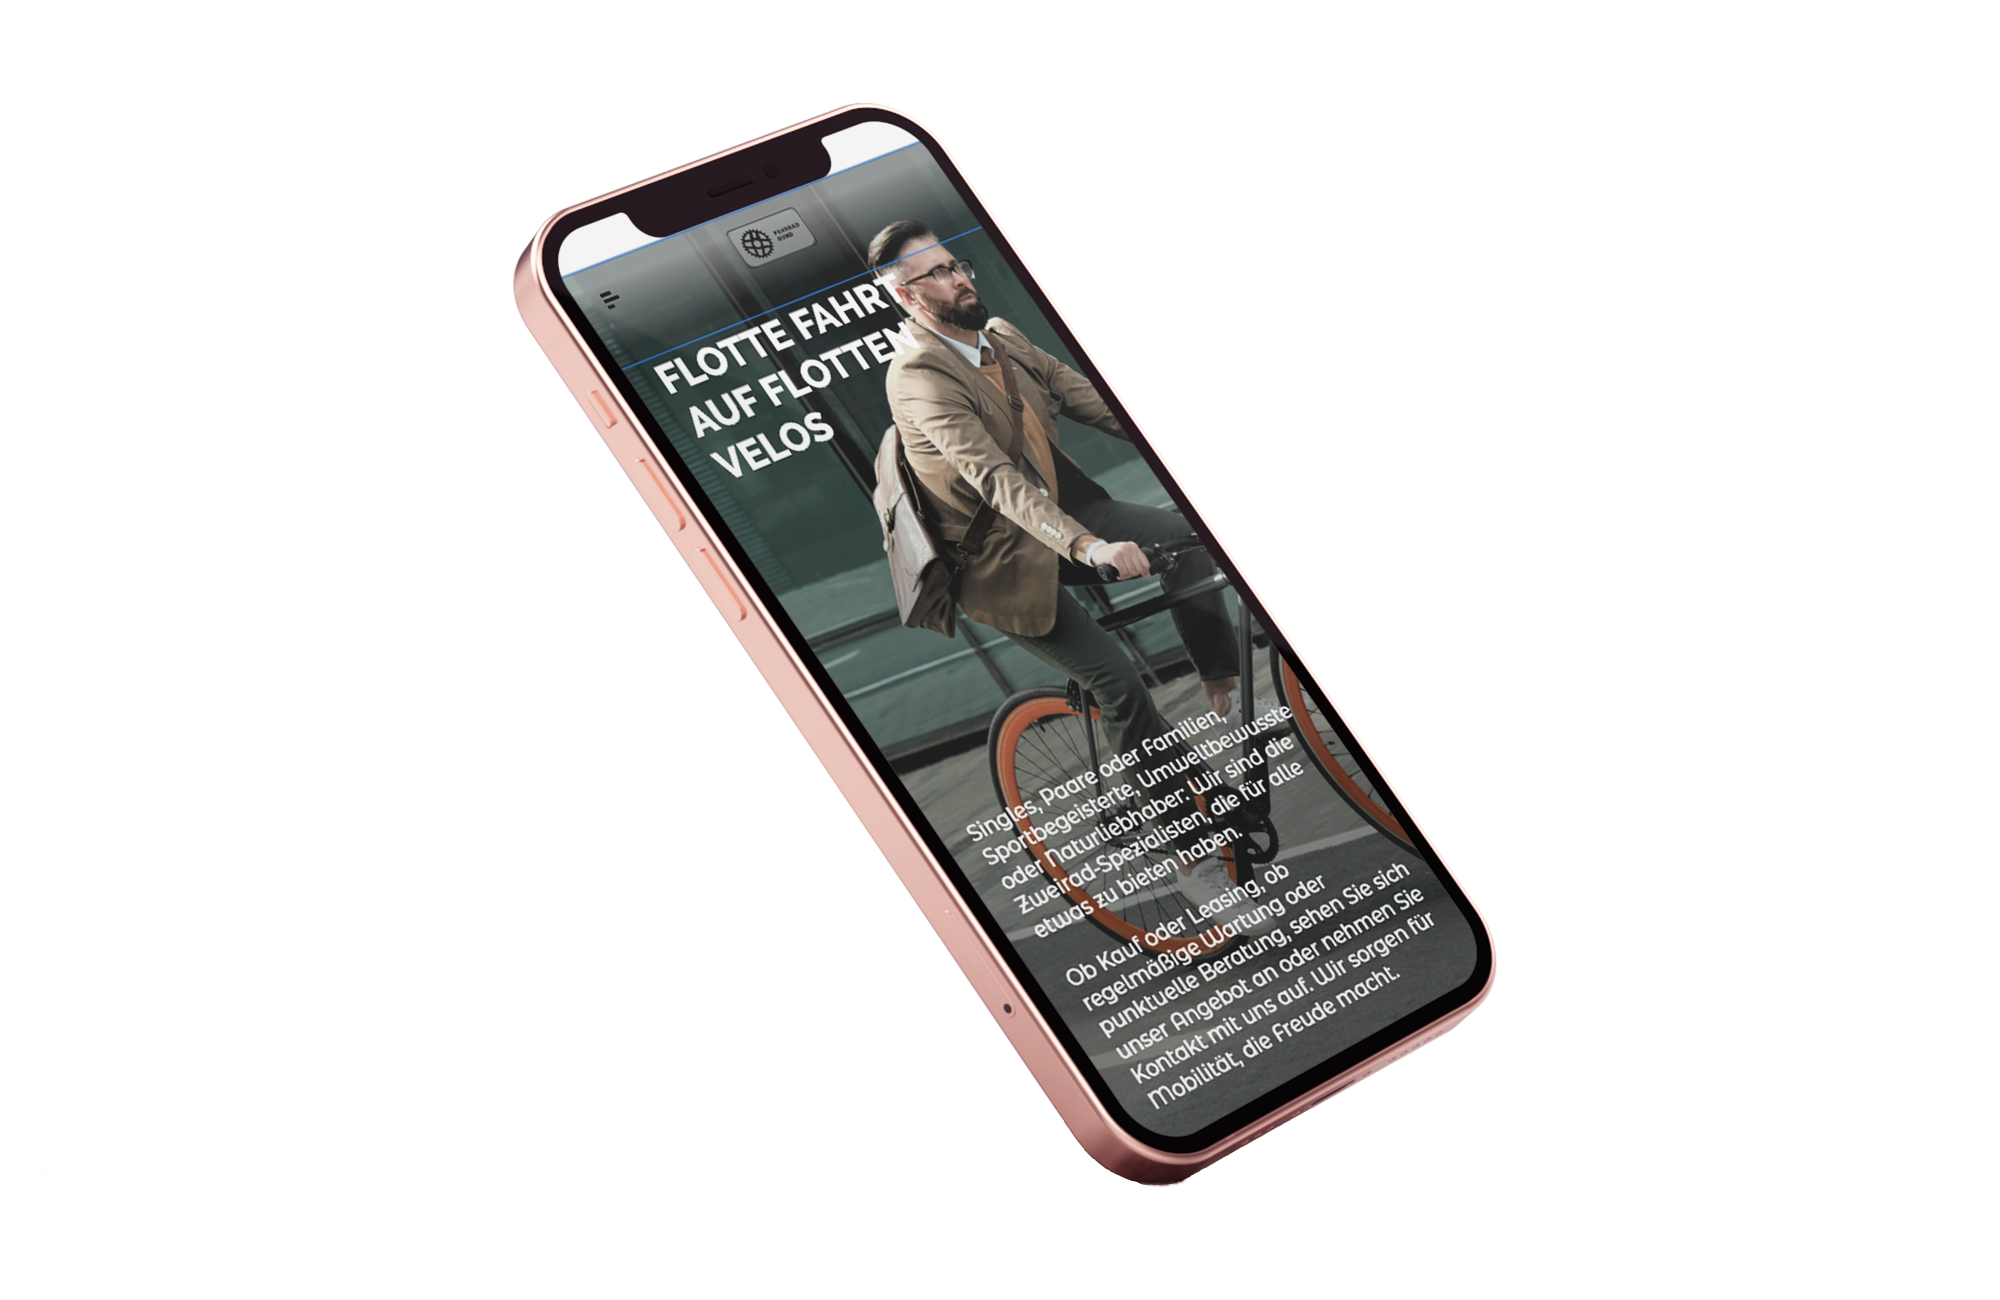 FAHRRAD
RUND
FLOTTE FAHRT
AUF FLOTTEN
VELOS
Singles, Paare oder Familien,
Sportbegeisterte, Umweltbewusste
oder Naturliebhaber: Wir sind die
Zweirad-Spezialisten, die für alle
etwas zu bieten haben.
Ob Kauf oder Leasing, ob
regelmäßige Wartung oder
punktuelle Beratung, sehen Sie sich
unser Angebot an oder nehmen Sie
Kontakt mit uns auf. Wir sorgen für
Mobilität, die Freude macht.